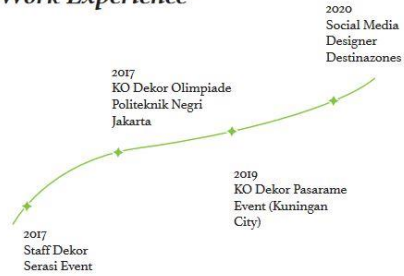 Work Experience
2020
Social Media
Designer
Destinazones
2017
KO Dekor Olimpiade
Politeknik Negri
Jakarta
2019
KO Dekor Pasarame
Event (Kuningan
City)
2017
Staff Dekor
Serasi Event